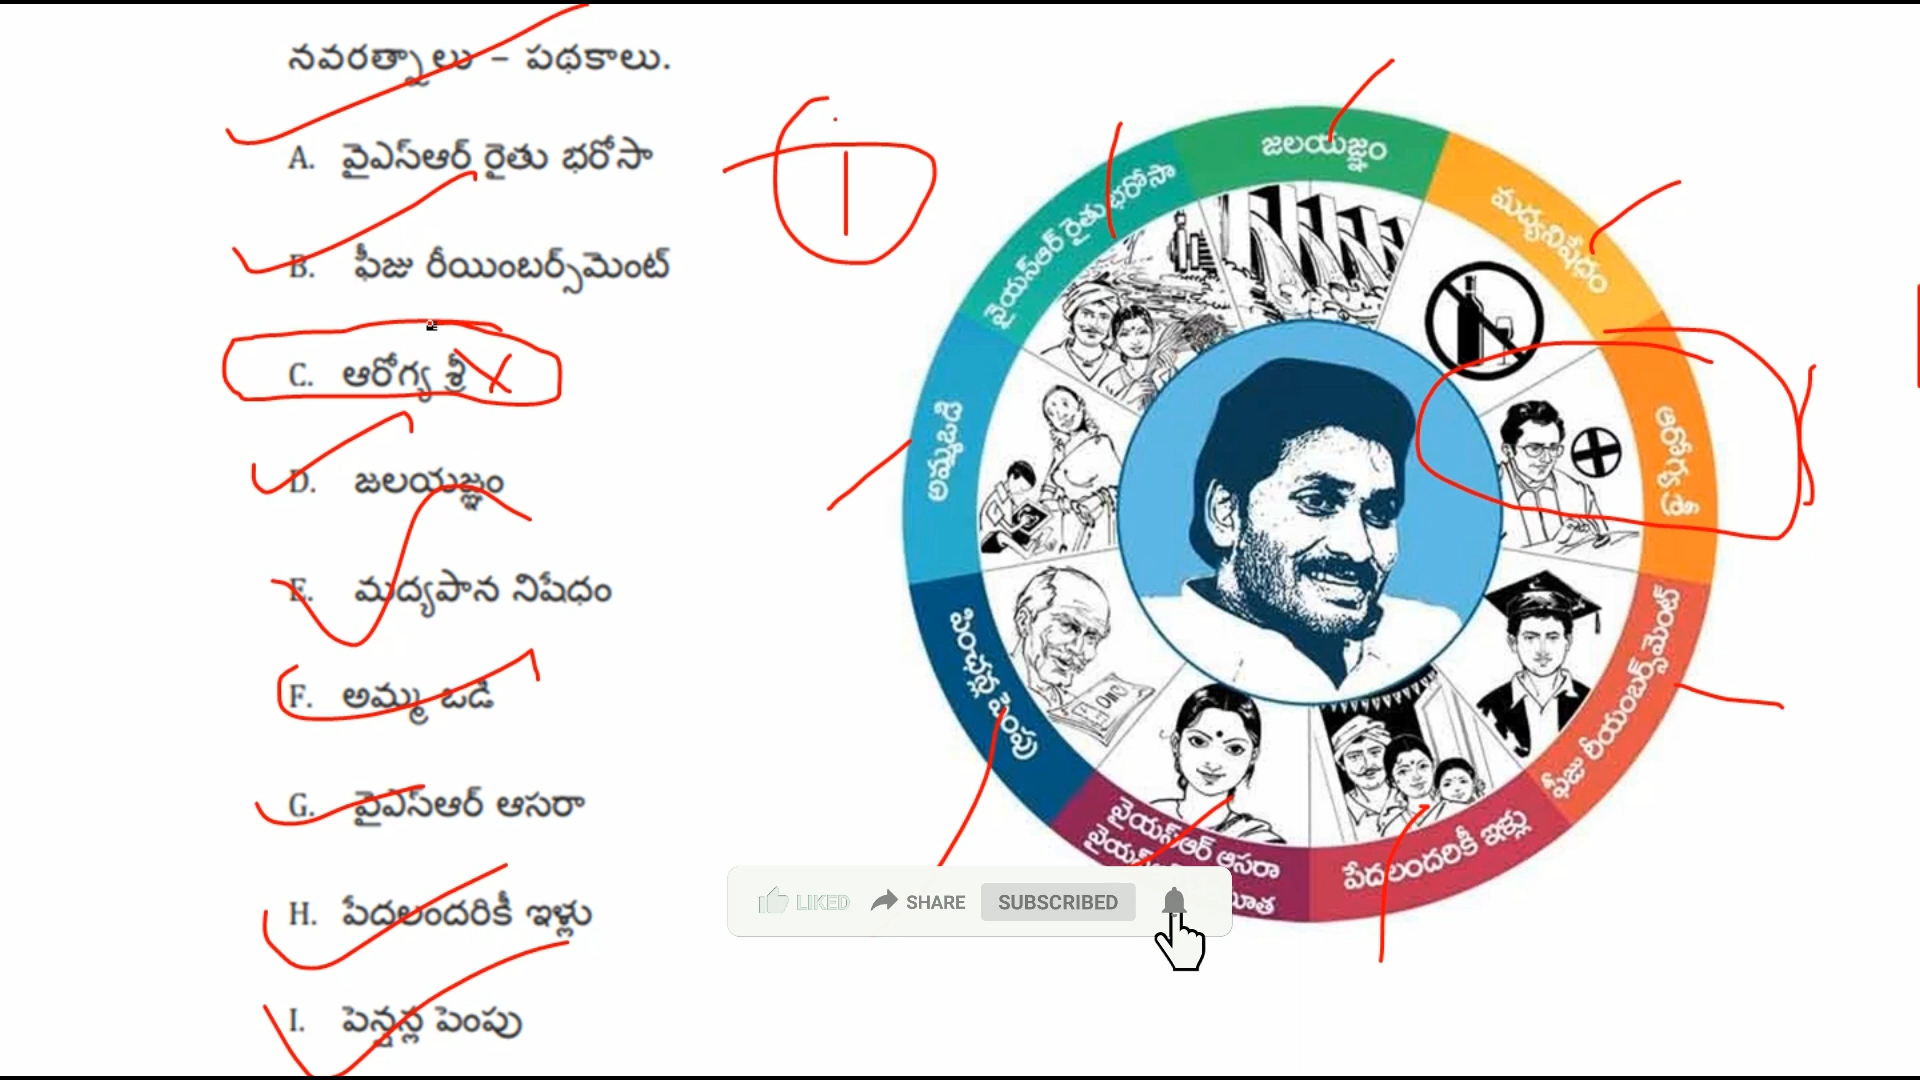 నవరత్నాలు – పథకాలు.
A. వైఎస్ఆర్ రైతు భరోసా
B. ఫీజు రీయింబర్స్‌మెంట్
C. ఆరోగ్య శ్రీ
D. జలయజ్ఞం
E. మద్యపాన నిషేధం
F. అమ్మ ఒడి
G. వైఎస్ఆర్ ఆసరా
H. పేదలందరికీ ఇళ్లు
I. పెన్షన్ల పెంపు
1
జలయజ్ఞం
మద్యనిషేధం
ఆరోగ్యశ్రీ
ఫీజు రీయంబర్స్‌మెంట్
పేదలందరికీ ఇళ్లు
వైయస్ఆర్ ఆసరా
పెన్షన్ల పెంపు
అమ్మఒడి
వైయస్ఆర్ రైతు భరోసా
LIKED SHARE SUBSCRIBED